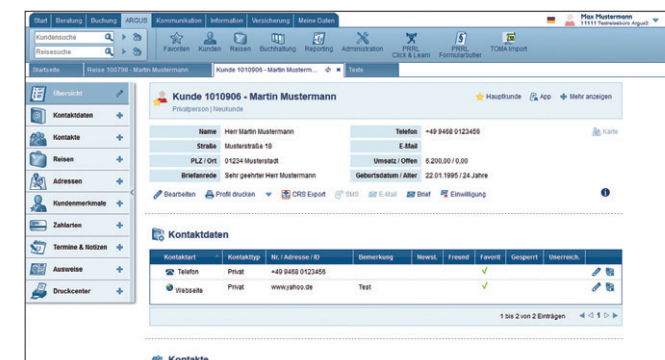 Start Beratung Buchung ARGUS Kommunikation Information Versicherung Meine Daten
Max Mustermann
11111 Testreisebüro ArgusD
Kundensuche
Reisesuche
Favoriten Kunden Reisen Buchhaltung Reporting Administration PRRL Click & Learn PRRL Formularbutler TOMA Import
Startseite Reise 100796 - Martin Mustermann Kunde 1010906 - Martin Musterm... Texte
Übersicht
Kontaktdaten
Kontakte
Reisen
Adressen
Kundenmerkmale
Zahlarten
Termine & Notizen
Ausweise
Druckcenter
Kunde 1010906 - Martin Mustermann
Privatperson | Neukunde
Hauptkunde App Mehr anzeigen
Name Herr Martin Mustermann Telefon +49 9468 0123456 Karte
Straße Musterstraße 18 E-Mail
PLZ / Ort 01234 Musterstadt Umsatz / Offen 6.200,00 / 0,00
Briefanrede Sehr geehrter Herr Mustermann Geburtsdatum / Alter 22.01.1995 / 24 Jahre
Bearbeiten Profil drucken CRS Export SMS E-Mail Brief Einwilligung
Kontaktdaten
Kontaktart Kontakttyp Nr. / Adresse / ID Bemerkung Newsl. Freund Favorit Gesperrt Unerreich.
Telefon Privat +49 9468 0123456
Webseite Privat www.yahoo.de Test
1 bis 2 von 2 Einträgen 1
Kontakte